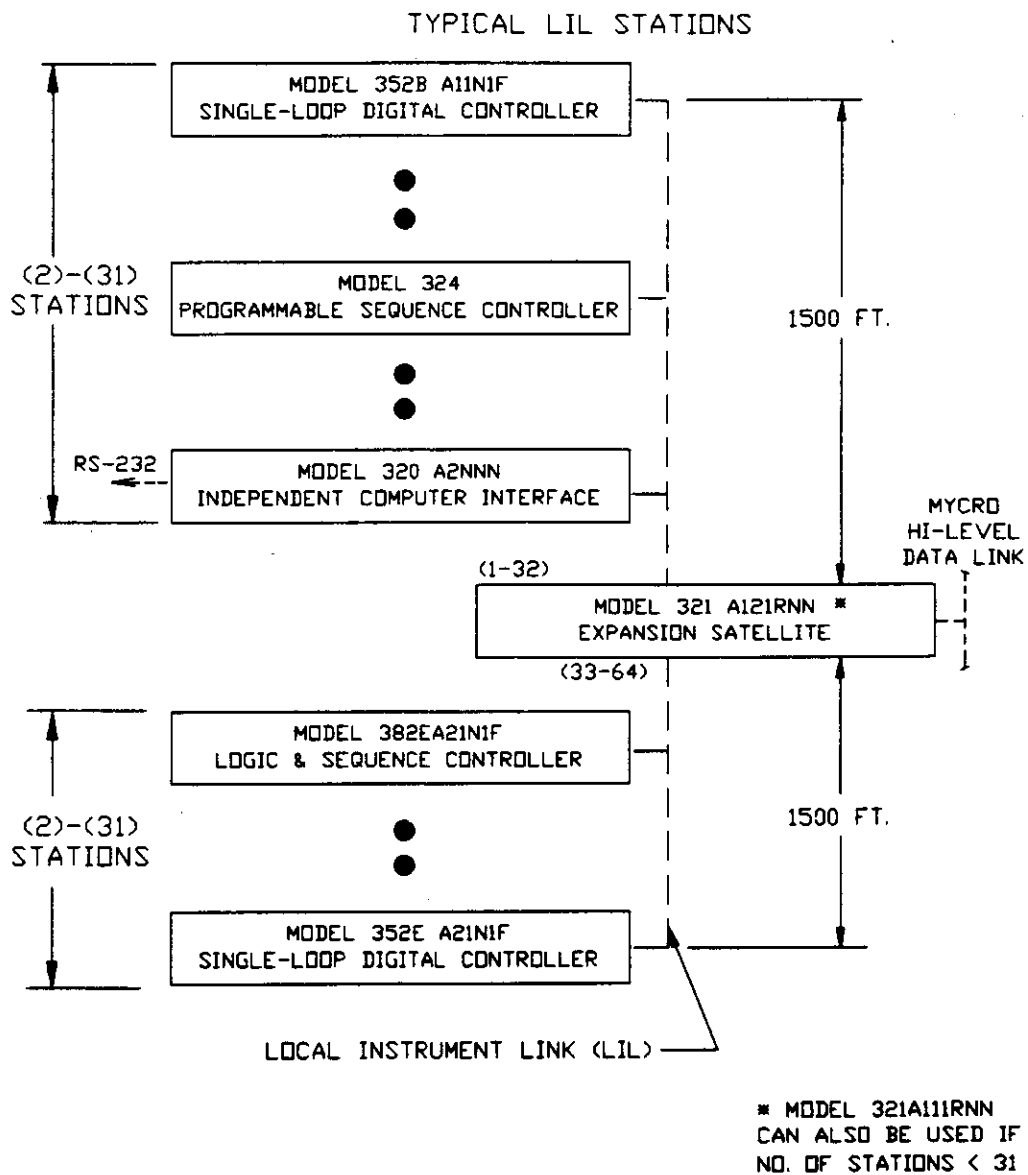 TYPICAL LIL STATIONS
MODEL 352B A11N1F
SINGLE-LOOP DIGITAL CONTROLLER
(2)-(31)
STATIONS
MODEL 324
PROGRAMMABLE SEQUENCE CONTROLLER
1500 FT.
RS-232
MODEL 320 A2NNN
INDEPENDENT COMPUTER INTERFACE
MYCRO
HI-LEVEL
DATA LINK
(1-32)
MODEL 321 A121RNN *
EXPANSION SATELLITE
(33-64)
MODEL 382EA21N1F
LOGIC & SEQUENCE CONTROLLER
(2)-(31)
STATIONS
1500 FT.
MODEL 352E A21N1F
SINGLE-LOOP DIGITAL CONTROLLER
LOCAL INSTRUMENT LINK (LIL)
* MODEL 321A111RNN
CAN ALSO BE USED IF
NO. OF STATIONS < 31